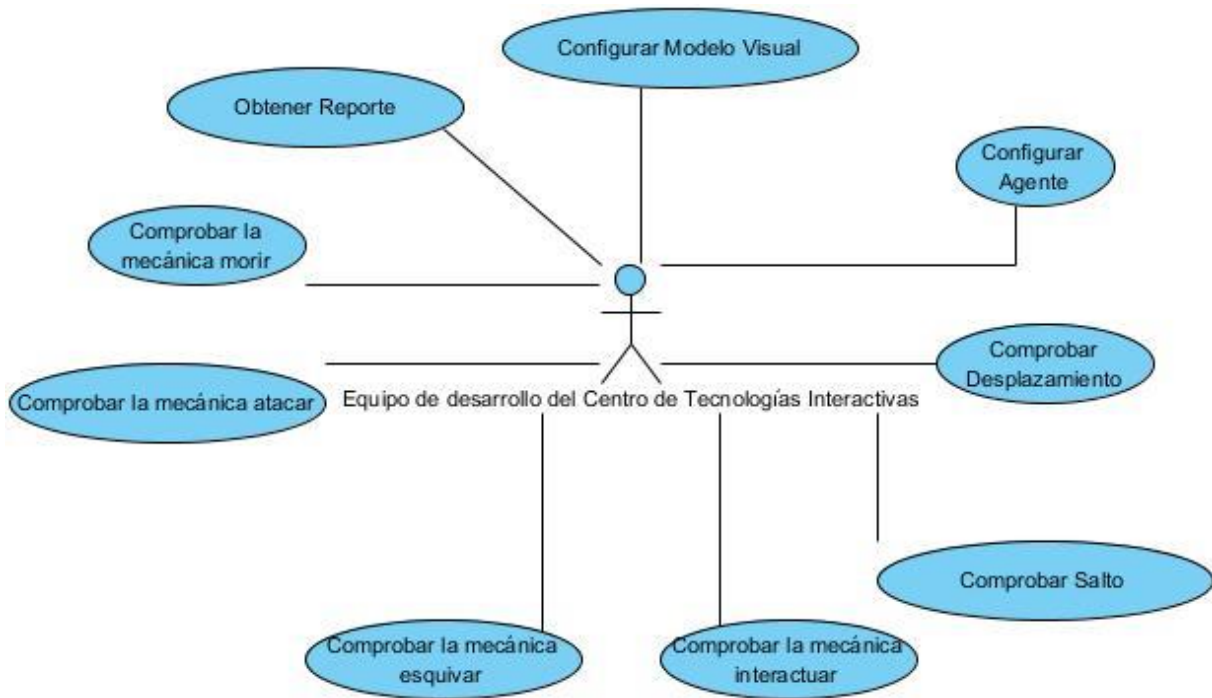 Configurar Modelo Visual
Obtener Reporte
Configurar
Agente
Comprobar la
mecánica morir
Comprobar
Desplazamiento
Comprobar la mecánica atacar
Equipo de desarrollo del Centro de Tecnologías Interactivas
Comprobar Salto
Comprobar la mecánica
esquivar
Comprobar la mecánica
interactuar